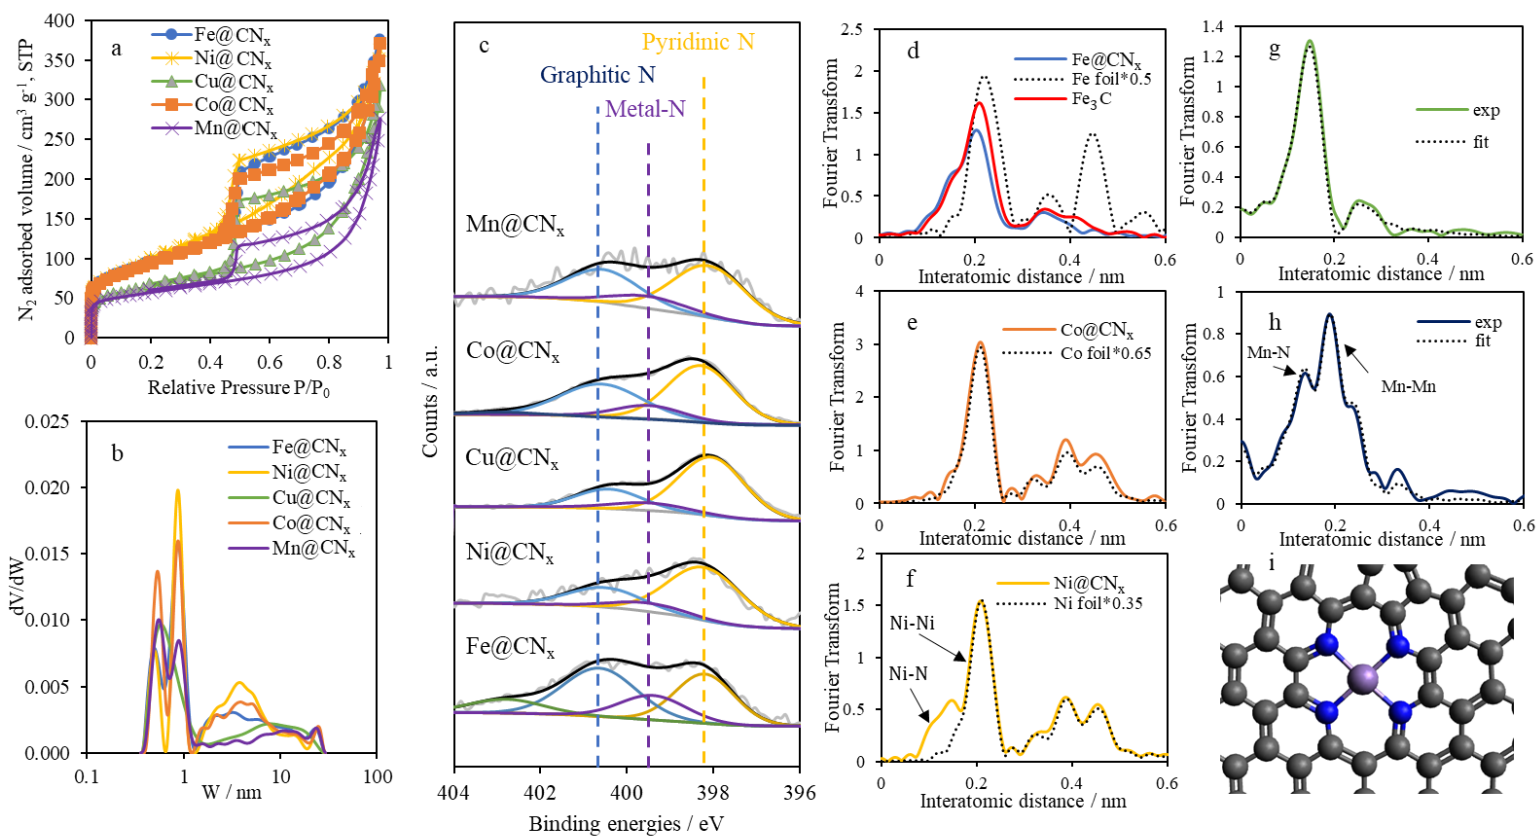 a
Fe@CNx
Ni@CNx
Cu@CNx
Co@CNx
Mn@CNx
N2 adsorbed volume / cm3 g-1, STP
400
350
300
250
200
150
100
50
0
0
0.2
0.4
0.6
0.8
1
Relative Pressure P/P0
b
Fe@CNx
Ni@CNx
Cu@CNx
Co@CNx
Mn@CNx
dV/dW
0.025
0.020
0.015
0.010
0.005
0.000
0.1
1
10
100
W / nm
c
Pyridinic N
Graphitic N
Metal-N
Mn@CNx
Co@CNx
Cu@CNx
Ni@CNx
Fe@CNx
Counts / a.u.
404
402
400
398
396
Binding energies / eV
d
Fe@CNx
Fe foil*0.5
Fe3C
Fourier Transform
2.5
2
1.5
1
0.5
0
0
0.2
0.4
0.6
Interatomic distance / nm
e
Co@CNx
Co foil*0.65
Fourier Transform
4
3
2
1
0
0
0.2
0.4
0.6
Interatomic distance / nm
f
Ni@CNx
Ni foil*0.35
Ni-Ni
Ni-N
Fourier Transform
2
1.5
1
0.5
0
0
0.2
0.4
0.6
Interatomic distance / nm
g
exp
fit
Fourier Transform
1.4
1.2
1
0.8
0.6
0.4
0.2
0
0
0.2
0.4
0.6
Interatomic distance / nm
h
exp
fit
Mn-N
Mn-Mn
Fourier Transform
1
0.8
0.6
0.4
0.2
0
0
0.2
0.4
0.6
Interatomic distance / nm
i